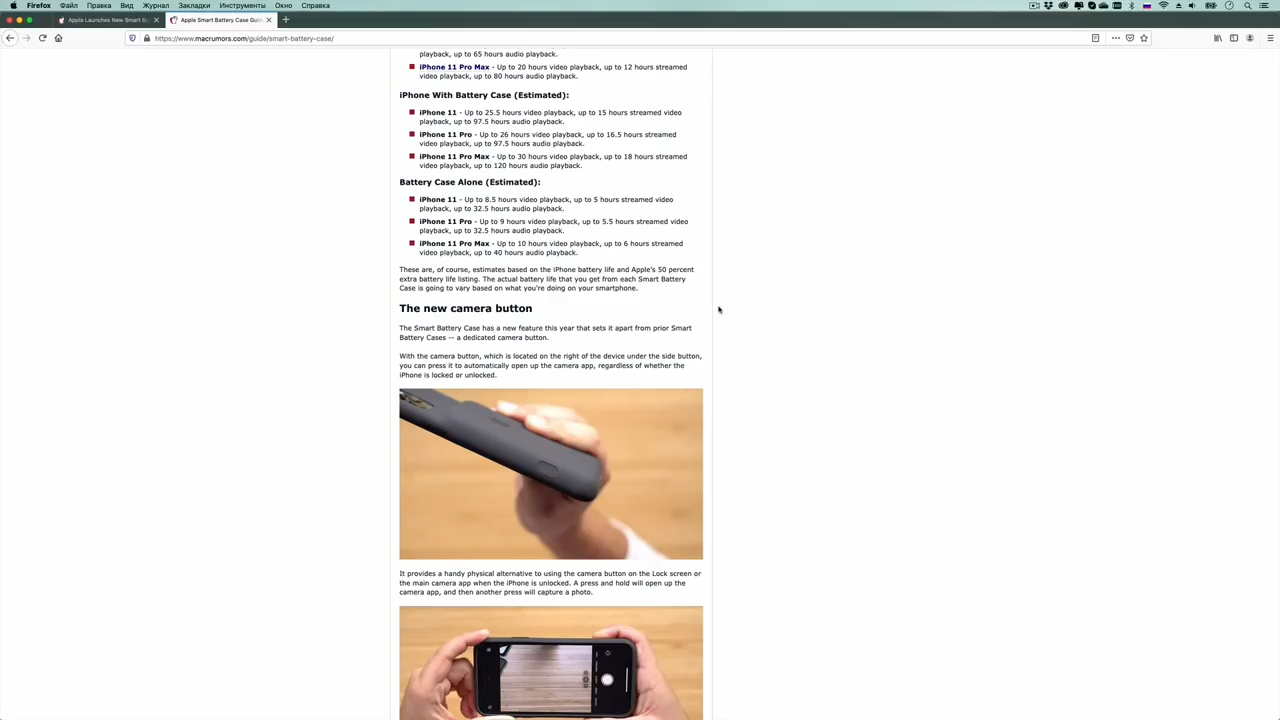 Firefox Файл Правка Вид Журнал Закладки Инструменты Окно Справка
Apple Launches New Smart Ba
Apple Smart Battery Case Guide
https://www.macrumors.com/guide/smart-battery-case/
playback, up to 65 hours audio playback.
iPhone 11 Pro Max - Up to 20 hours video playback, up to 12 hours streamed
video playback, up to 80 hours audio playback.
iPhone With Battery Case (Estimated):
iPhone 11 - Up to 25.5 hours video playback, up to 15 hours streamed video
playback, up to 97.5 hours audio playback.
iPhone 11 Pro - Up to 26 hours video playback, up to 16.5 hours streamed
video playback, up to 97.5 hours audio playback.
iPhone 11 Pro Max - Up to 30 hours video playback, up to 18 hours streamed
video playback, up to 120 hours audio playback.
Battery Case Alone (Estimated):
iPhone 11 - Up to 8.5 hours video playback, up to 5 hours streamed video
playback, up to 32.5 hours audio playback.
iPhone 11 Pro - Up to 9 hours video playback, up to 5.5 hours streamed video
playback, up to 32.5 hours audio playback.
iPhone 11 Pro Max - Up to 10 hours video playback, up to 6 hours streamed
video playback, up to 40 hours audio playback.
These are, of course, estimates based on the iPhone battery life and Apple's 50 percent
extra battery life listing. The actual battery life that you get from each Smart Battery
Case is going to vary based on what you're doing on your smartphone.
The new camera button
The Smart Battery Case has a new feature this year that sets it apart from prior Smart
Battery Cases -- a dedicated camera button.
With the camera button, which is located on the right of the device under the side button,
you can press it to automatically open up the camera app, regardless of whether the
iPhone is locked or unlocked.
It provides a handy physical alternative to using the camera button on the Lock screen or
the main camera app when the iPhone is unlocked. A press and hold will open up the
camera app, and then another press will capture a photo.